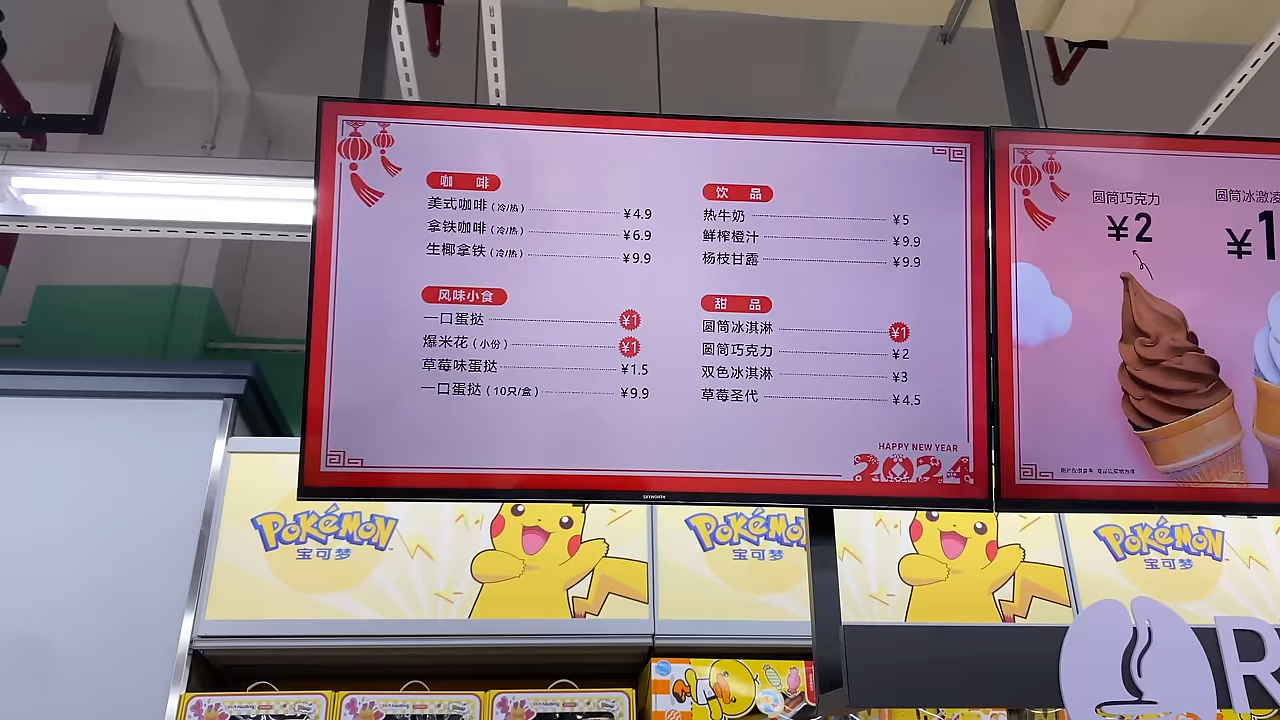 咖 啡
美式咖啡(冷/热) ¥4.9
拿铁咖啡(冷/热) ¥6.9
生椰拿铁(冷/热) ¥9.9
风味小食
一口蛋挞 ¥1
爆米花(小份) ¥1
草莓味蛋挞 ¥1.5
一口蛋挞(10只/盒) ¥9.9
饮 品
热牛奶 ¥5
鲜榨橙汁 ¥9.9
杨枝甘露 ¥9.9
甜 品
圆筒冰淇淋 ¥1
圆筒巧克力 ¥2
双色冰淇淋 ¥3
草莓圣代 ¥4.5
HAPPY NEW YEAR
2024
SKYWORTH
圆筒巧克力
¥2
圆筒冰激凌
¥1
Pokémon
宝可梦
Pokémon
宝可梦
Pokémon
宝可梦
R